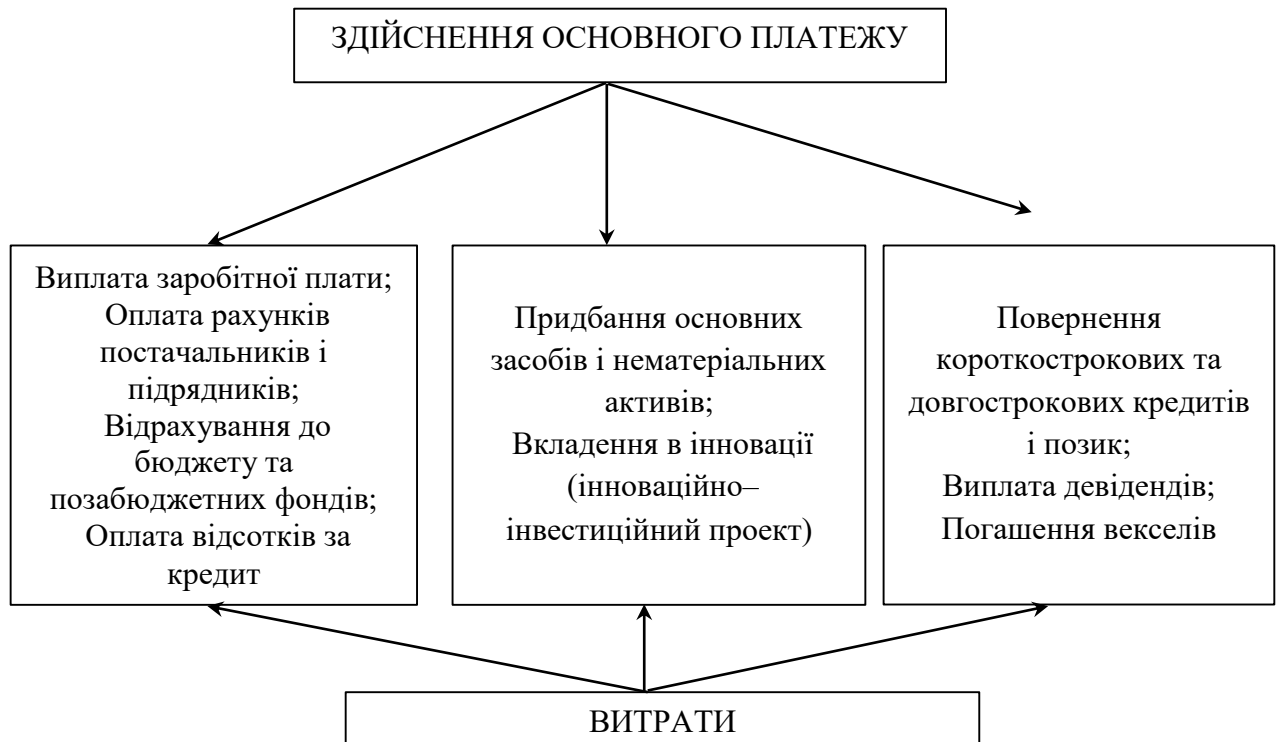 ЗДІЙСНЕННЯ ОСНОВНОГО ПЛАТЕЖУ
Виплата заробітної плати;
Оплата рахунків
постачальників і
підрядників;
Відрахування до
бюджету та
позабюджетних фондів;
Оплата відсотків за
кредит
Придбання основних
засобів і нематеріальних
активів;
Вкладення в інновації
(інноваційно–
інвестиційний проект)
Повернення
короткострокових та
довгострокових кредитів
і позик;
Виплата девідендів;
Погашення векселів
ВИТРАТИ